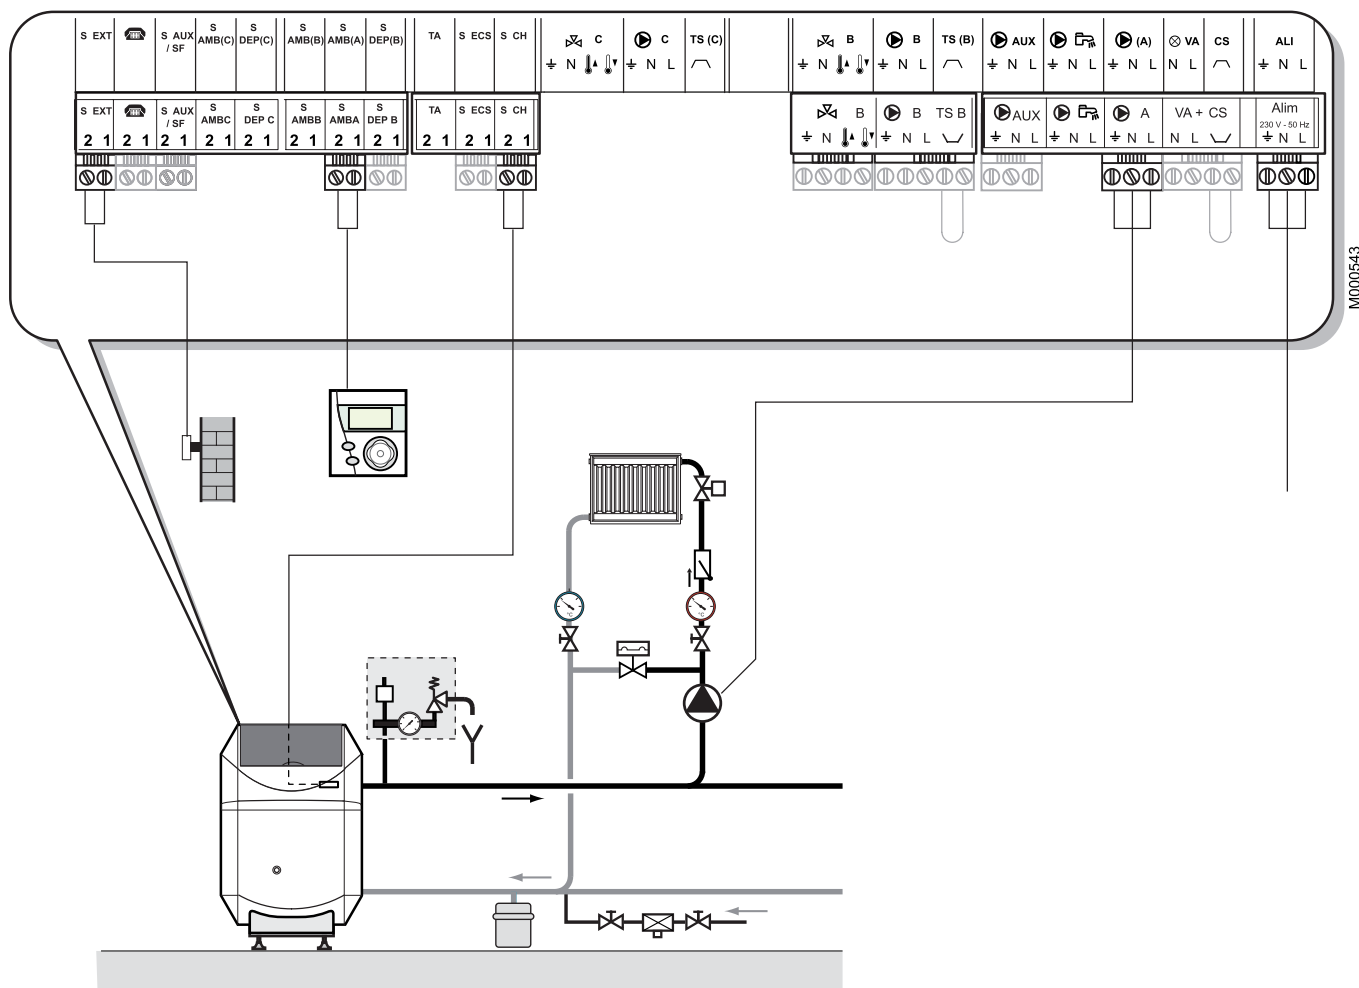 S EXT
S AUX
/ SF
S
AMB(C)
S
DEP(C)
S
AMB(B)
S
AMB(A)
S
DEP(B)
TA
S ECS
S CH
C
N
C
N L
TS (C)
B
N
B
N L
TS (B)
AUX
N L
N L
(A)
N L
VA
N L
CS
ALI
N L
S EXT
2 1
2 1
S AUX
/ SF
2 1
S
AMBC
2 1
S
DEP C
2 1
S
AMBB
2 1
S
AMBA
2 1
S
DEP B
2 1
TA
2 1
S ECS
2 1
S CH
2 1
B
N
B
N L
TS B
AUX
N L
N L
A
N L
VA + CS
N L
Alim
230 V - 50 Hz
N L
M000543
°C
°C